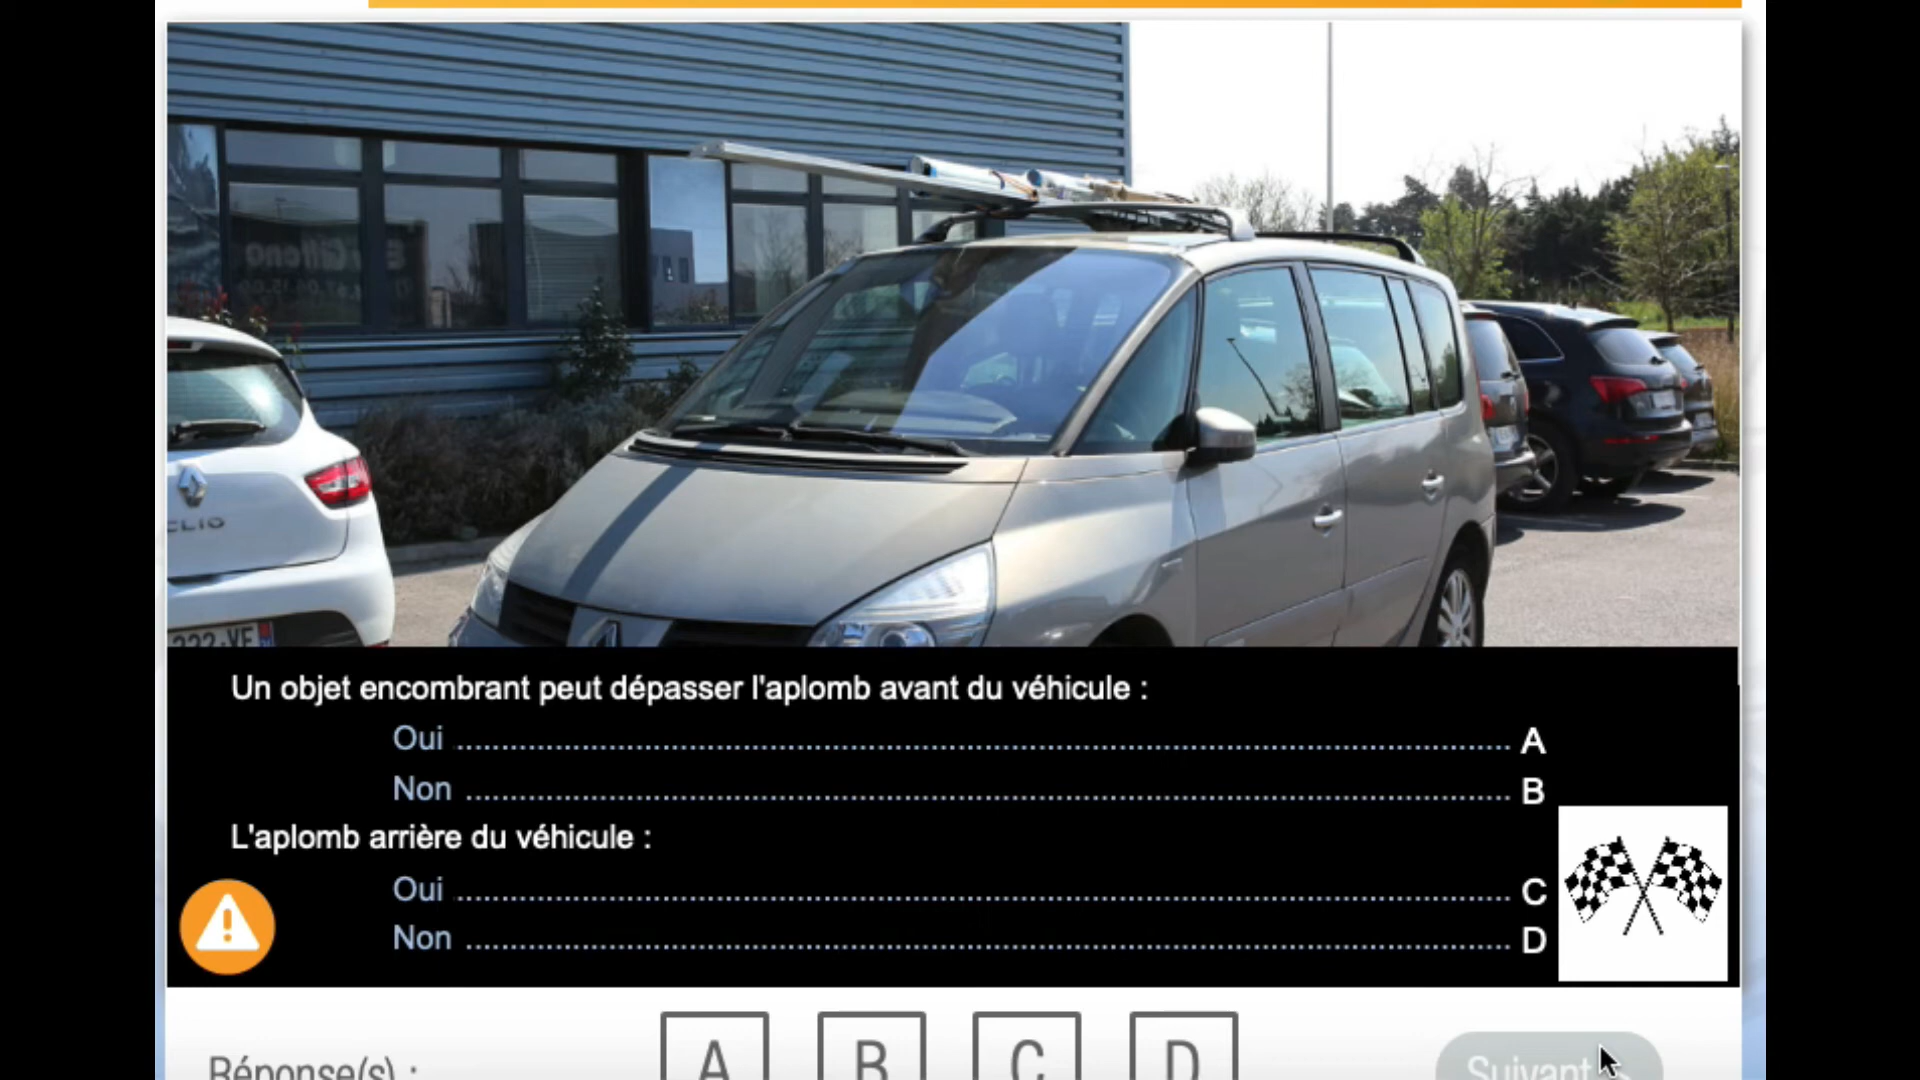 CLIO
Un objet encombrant peut dépasser l'aplomb avant du véhicule :
Oui A
Non B
L'aplomb arrière du véhicule :
Oui C
Non D
Réponse(s) :
A B C D
Suivant